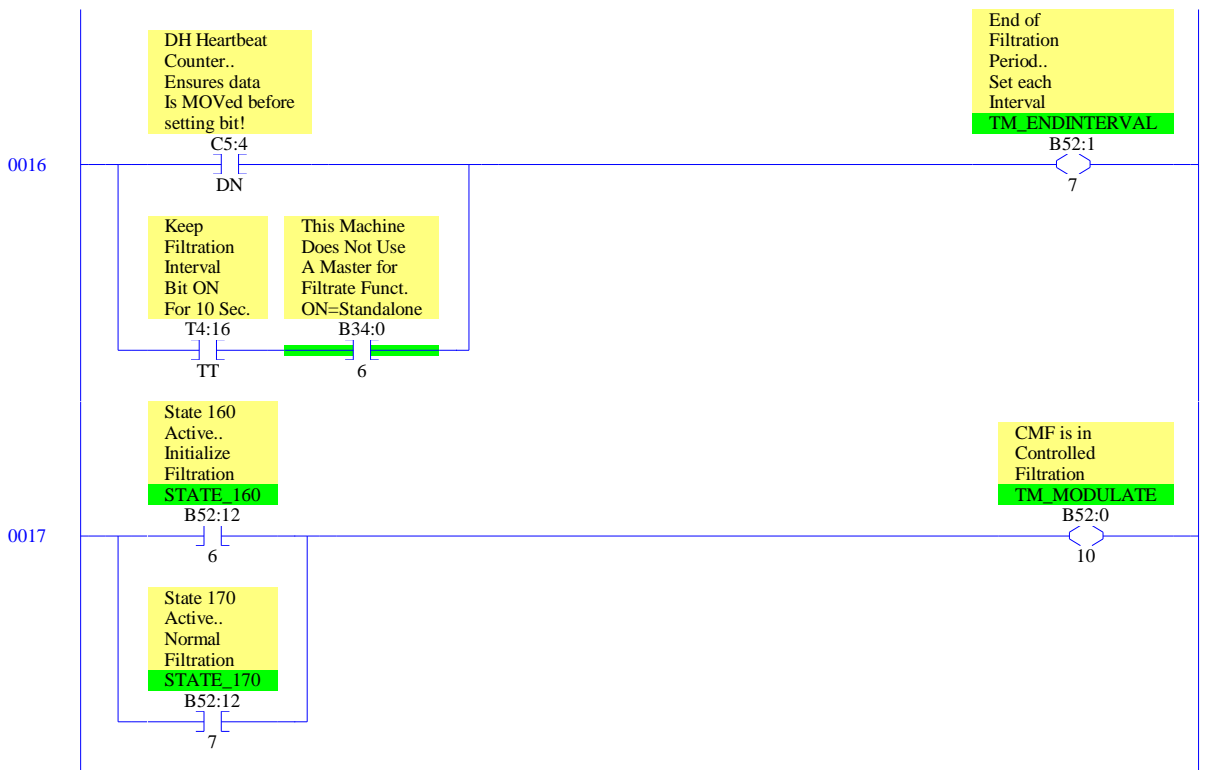 DH Heartbeat
Counter..
Ensures data
Is MOVed before
setting bit!
C5:4
DN
End of
Filtration
Period..
Set each
Interval
TM_ENDINTERVAL
B52:1
7
0016
Keep
Filtration
Interval
Bit ON
For 10 Sec.
T4:16
TT
This Machine
Does Not Use
A Master for
Filtrate Funct.
ON=Standalone
B34:0
6
State 160
Active..
Initialize
Filtration
STATE_160
B52:12
6
CMF is in
Controlled
Filtration
TM_MODULATE
B52:0
10
0017
State 170
Active..
Normal
Filtration
STATE_170
B52:12
7